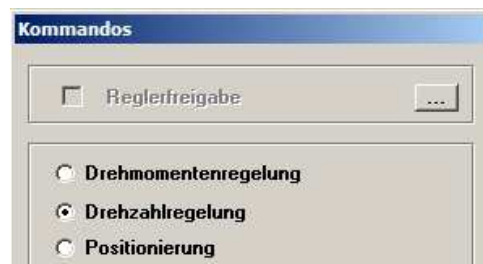 Kommandos
Reglerfreigabe
...
Drehmomentenregelung
Drehzahlregelung
Positionierung